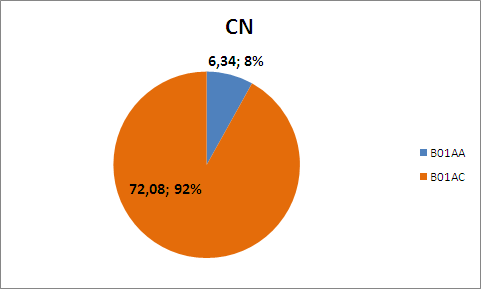 CN
6,34; 8%
72,08; 92%
B01AA
B01AC